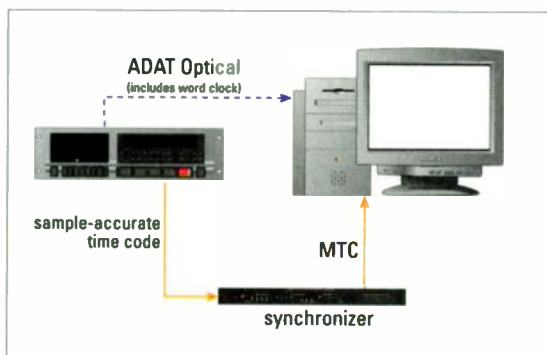 ADAT Optical
(includes word clock)
sample-accurate
time code
MTC
synchronizer